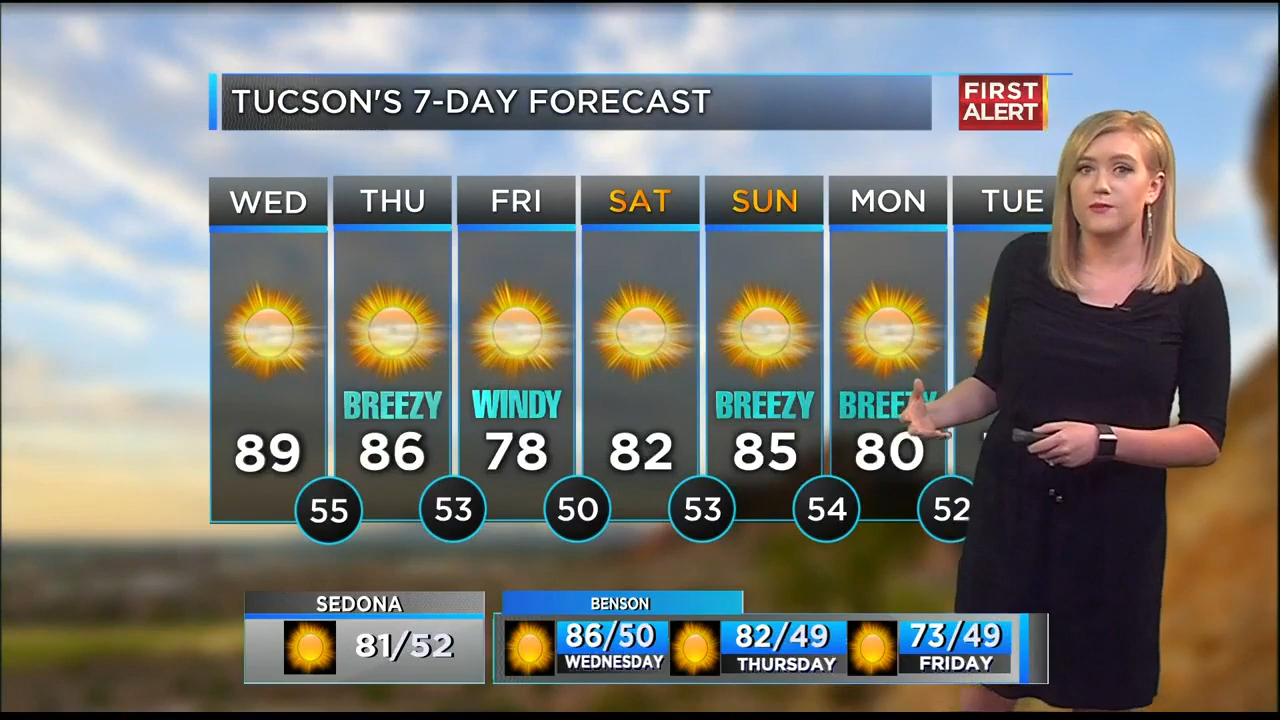 TUCSON'S 7-DAY FORECAST
FIRST
ALERT
WED THU FRI SAT SUN MON TUE
BREEZY WINDY BREEZY BREEZY
89 86 78 82 85 80
55 53 50 53 54 52
SEDONA
81/52
BENSON
86/50 82/49 73/49
WEDNESDAY THURSDAY FRIDAY